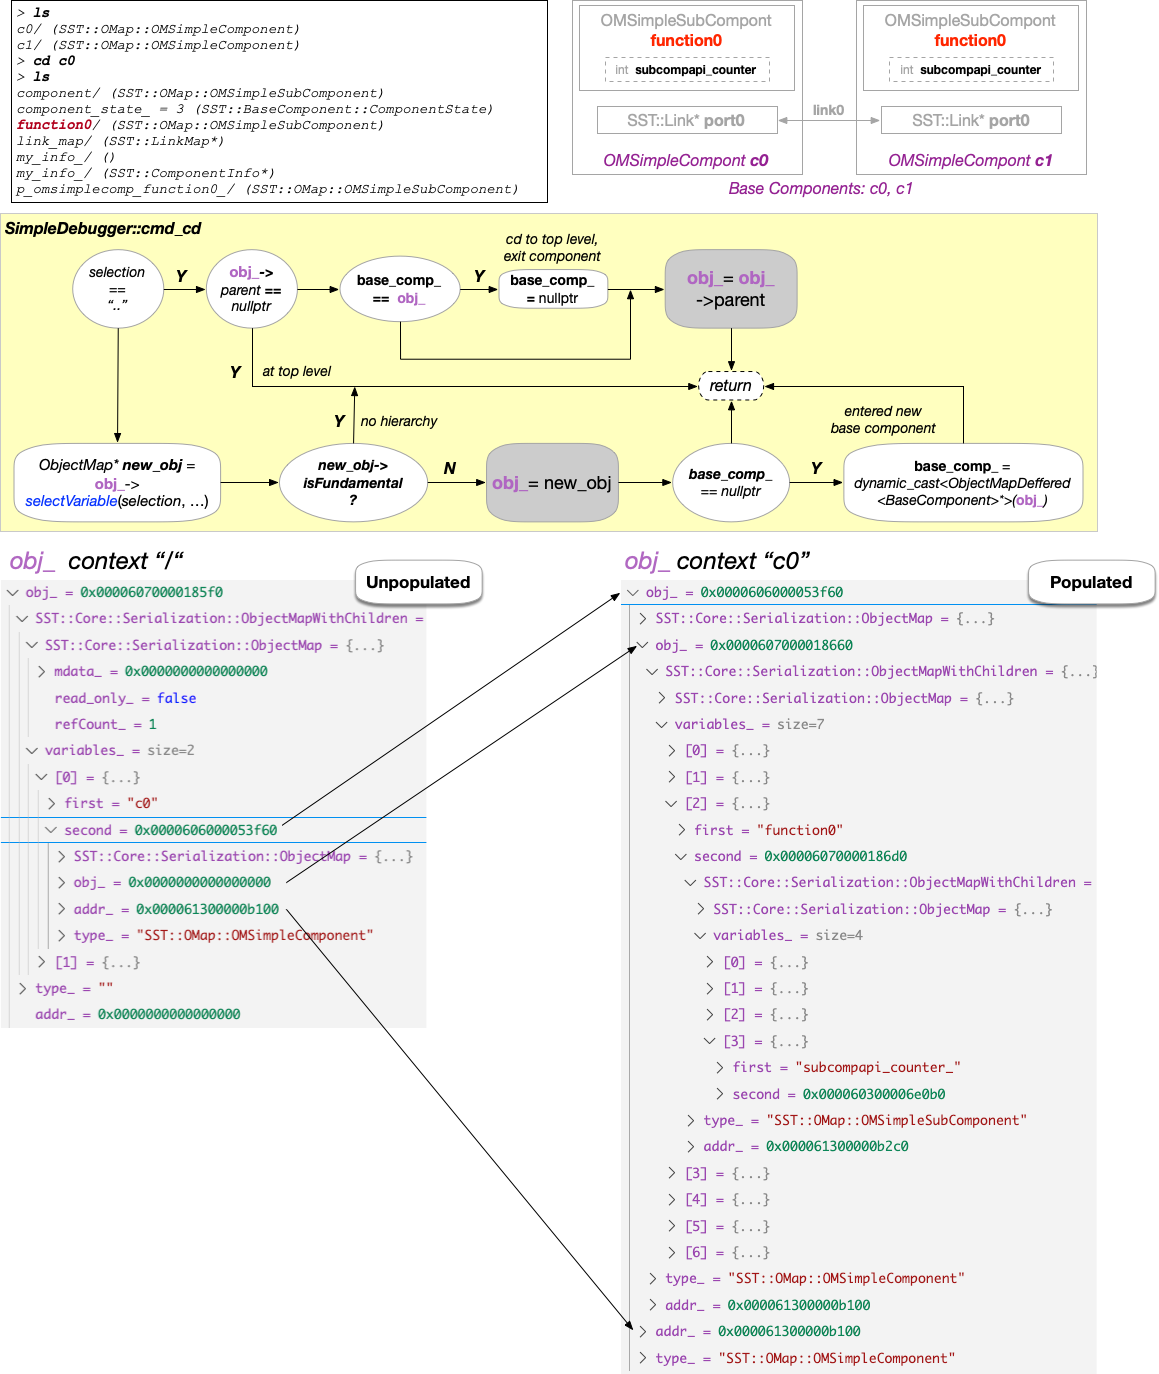 > ls
c0/ (SST::OMap::OMSimpleComponent)
c1/ (SST::OMap::OMSimpleComponent)
> cd c0
> ls
component/ (SST::OMap::OMSimpleSubComponent)
component_state_ = 3 (SST::BaseComponent::ComponentState)
function0/ (SST::OMap::OMSimpleSubComponent)
link_map/ (SST::LinkMap*)
my_info_/ ()
my_info_/ (SST::ComponentInfo*)
p_omsimplecomp_function0_/ (SST::OMap::OMSimpleSubComponent)
OMSimpleSubCompont
function0
int subcompapi_counter
SST::Link* port0
OMSimpleCompont c0
link0
OMSimpleSubCompont
function0
int subcompapi_counter
SST::Link* port0
OMSimpleCompont c1
Base Components: c0, c1
SimpleDebugger::cmd_cd
selection
==
“..”
Y
obj_->
parent ==
nullptr
base_comp_
== obj_
Y
cd to top level,
exit component
base_comp_
= nullptr
obj_= obj_
->parent
Y at top level
return
Y no hierarchy
entered new
base component
ObjectMap* new_obj =
obj_->
selectVariable(selection, …)
new_obj->
isFundamental
?
N
obj_= new_obj
base_comp_
== nullptr
Y
base_comp_ =
dynamic_cast<ObjectMapDeffered
<BaseComponent>*>(obj_)
obj_ context “/“
Unpopulated
obj_ = 0x00006070000185f0
SST::Core::Serialization::ObjectMapWithChildren =
SST::Core::Serialization::ObjectMap = {...}
mdata_ = 0x0000000000000000
read_only_ = false
refCount_ = 1
variables_ = size=2
[0] = {...}
first = "c0"
second = 0x0000606000053f60
SST::Core::Serialization::ObjectMap = {...}
obj_ = 0x0000000000000000
addr_ = 0x000061300000b100
type_ = "SST::OMap::OMSimpleComponent"
[1] = {...}
type_ = ""
addr_ = 0x0000000000000000
obj_ context “c0”
Populated
obj_ = 0x0000606000053f60
SST::Core::Serialization::ObjectMap = {...}
obj_ = 0x0000607000018660
SST::Core::Serialization::ObjectMapWithChildren = {...}
SST::Core::Serialization::ObjectMap = {...}
variables_ = size=7
[0] = {...}
[1] = {...}
[2] = {...}
first = "function0"
second = 0x00006070000186d0
SST::Core::Serialization::ObjectMapWithChildren =
SST::Core::Serialization::ObjectMap = {...}
variables_ = size=4
[0] = {...}
[1] = {...}
[2] = {...}
[3] = {...}
first = "subcompapi_counter_"
second = 0x000060300006e0b0
type_ = "SST::OMap::OMSimpleSubComponent"
addr_ = 0x000061300000b2c0
[3] = {...}
[4] = {...}
[5] = {...}
[6] = {...}
type_ = "SST::OMap::OMSimpleComponent"
addr_ = 0x000061300000b100
addr_ = 0x000061300000b100
type_ = "SST::OMap::OMSimpleComponent"